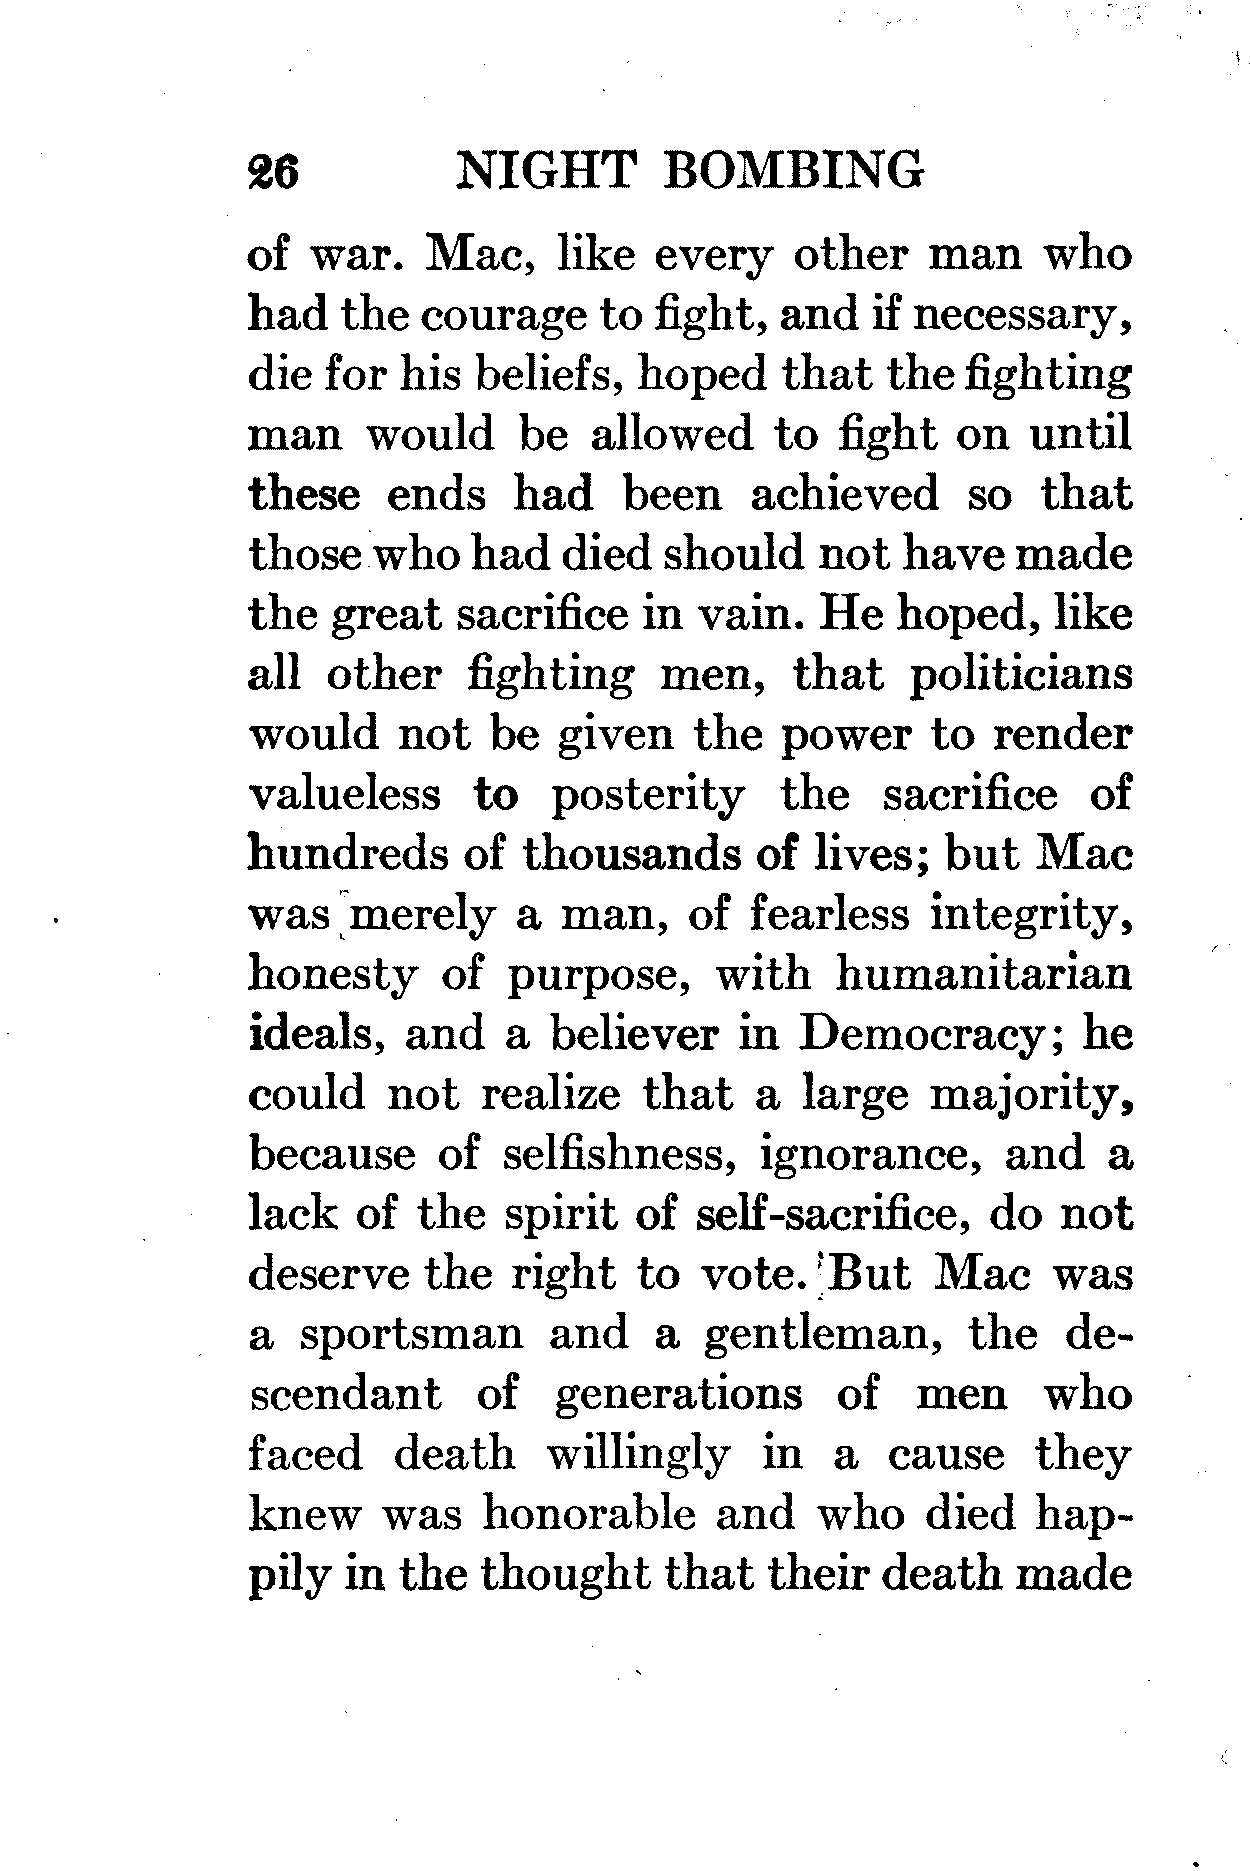 26 NIGHT BOMBING
of war. Mac, like every other man who
had the courage to fight, and if necessary,
die for his beliefs, hoped that the fighting
man would be allowed to fight on until
these ends had been achieved so that
those who had died should not have made
the great sacrifice in vain. He hoped, like
all other fighting men, that politicians
would not be given the power to render
valueless to posterity the sacrifice of
hundreds of thousands of lives; but Mac
was merely a man, of fearless integrity,
honesty of purpose, with humanitarian
ideals, and a believer in Democracy; he
could not realize that a large majority,
because of selfishness, ignorance, and a
lack of the spirit of self-sacrifice, do not
deserve the right to vote. But Mac was
a sportsman and a gentleman, the de-
scendant of generations of men who
faced death willingly in a cause they
knew was honorable and who died hap-
pily in the thought that their death made